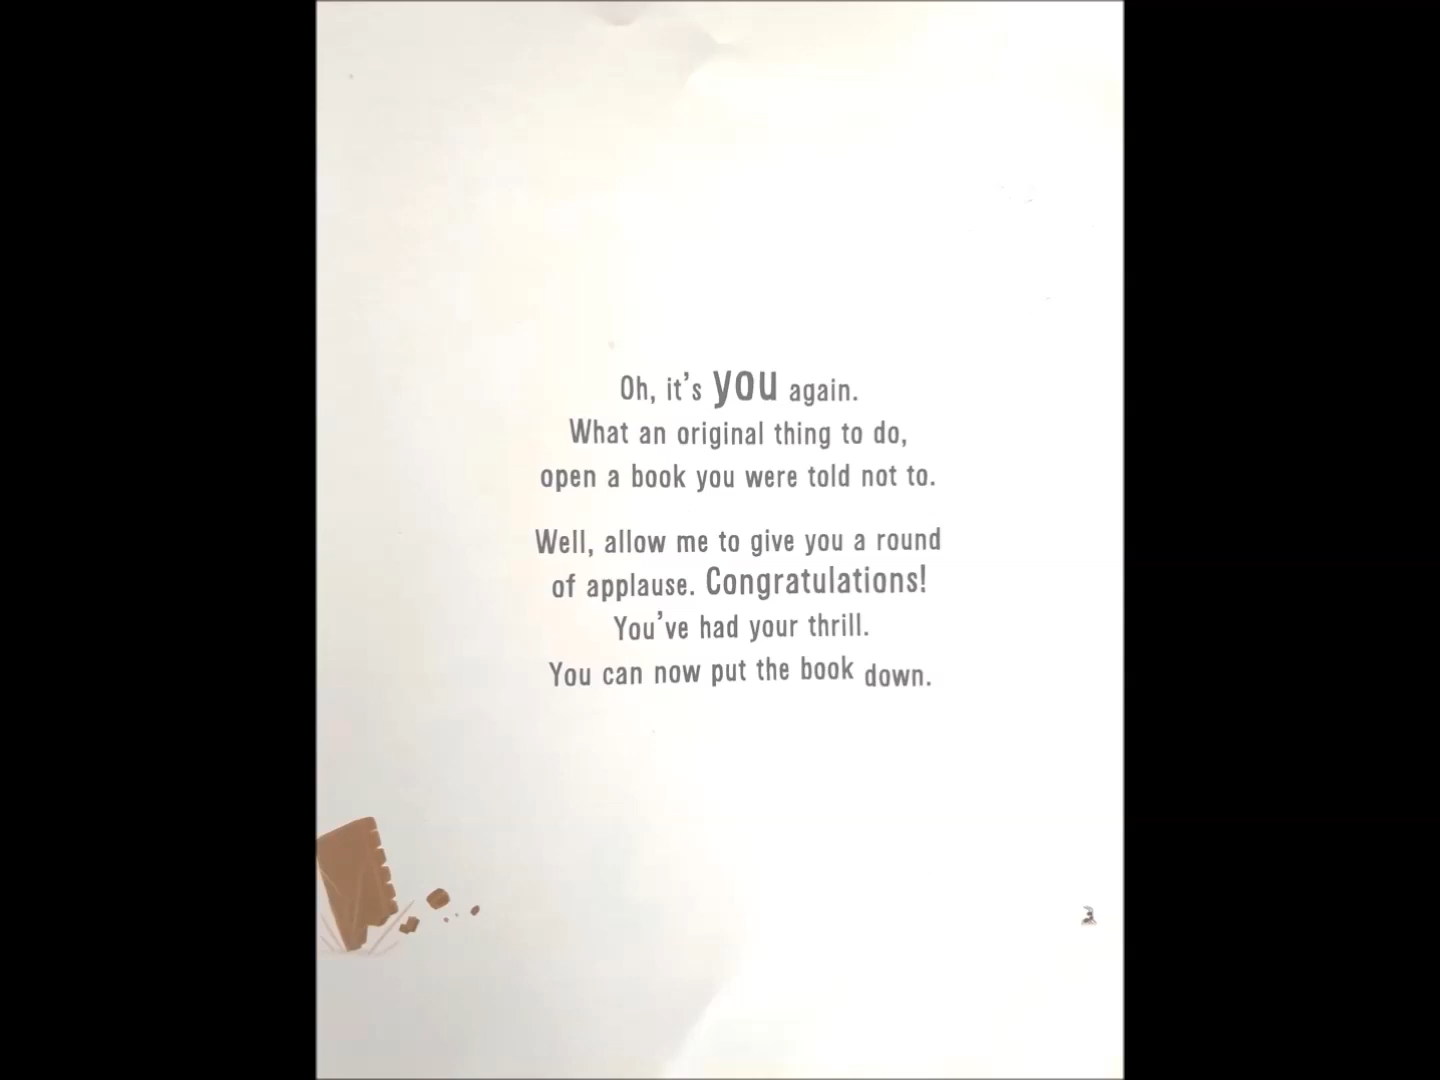 Oh, it's you again.
What an original thing to do,
open a book you were told not to.
Well, allow me to give you a round
of applause. Congratulations!
You've had your thrill.
You can now put the book down.